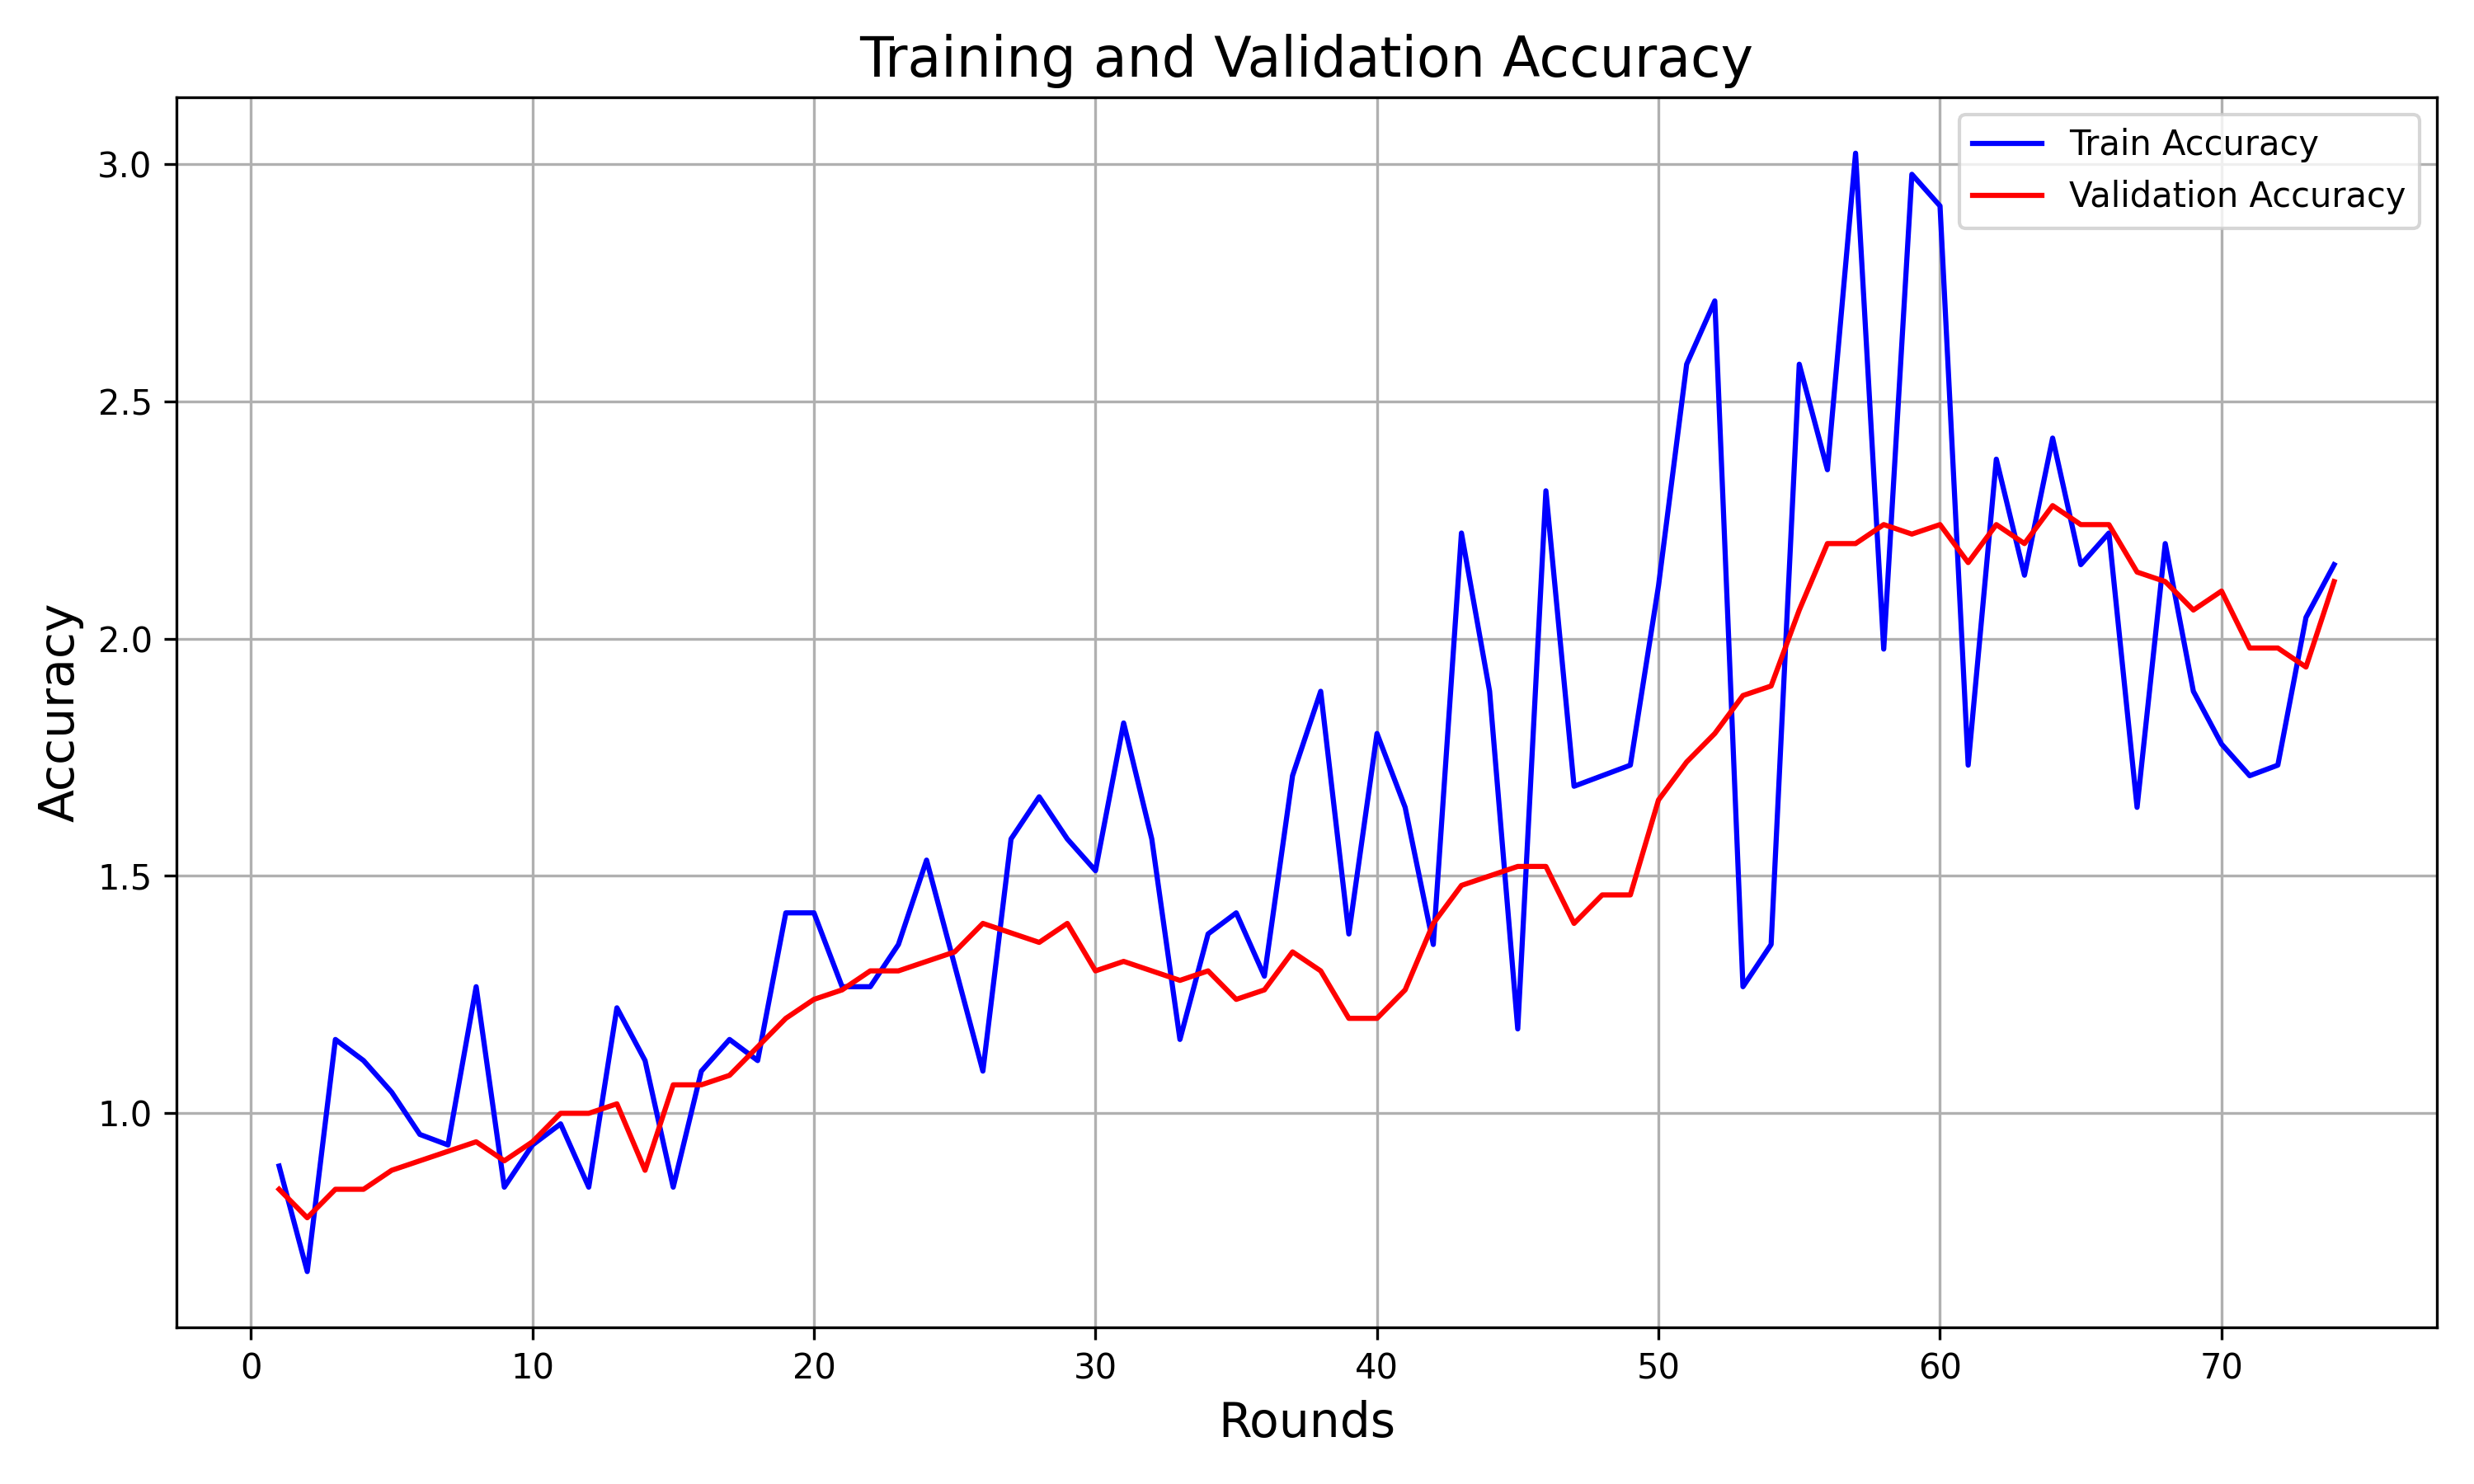 Training and Validation Accuracy
Train Accuracy
Validation Accuracy
Accuracy
3.0
2.5
2.0
1.5
1.0
0 10 20 30 40 50 60 70
Rounds